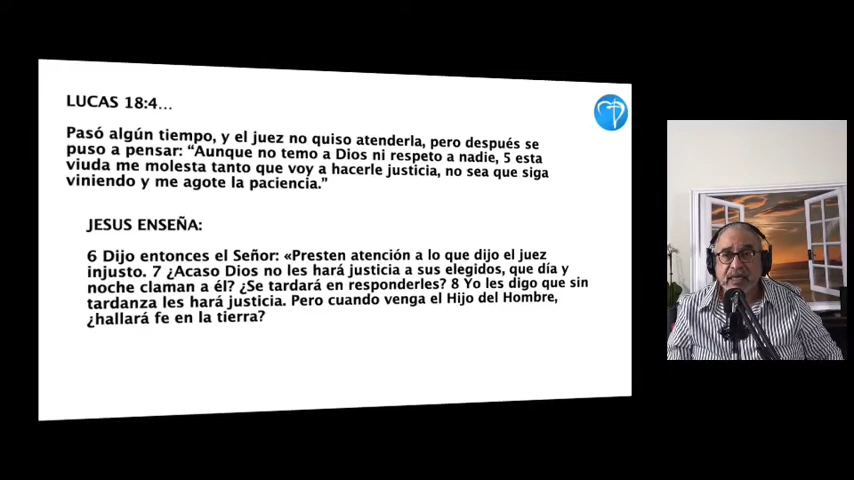 LUCAS 18:4...
Pasó algún tiempo, y el juez no quiso atenderla, pero después se
puso a pensar: “Aunque no temo a Dios ni respeto a nadie, 5 esta
viuda me molesta tanto que voy a hacerle justicia, no sea que siga
viniendo y me agote la paciencia.”
JESUS ENSEÑA:
6 Dijo entonces el Señor: «Presten atención a lo que dijo el juez
injusto. 7 ¿Acaso Dios no les hará justicia a sus elegidos, que día y
noche claman a él? ¿Se tardará en responderles? 8 Yo les digo que sin
tardanza les hará justicia. Pero cuando venga el Hijo del Hombre,
¿hallará fe en la tierra?